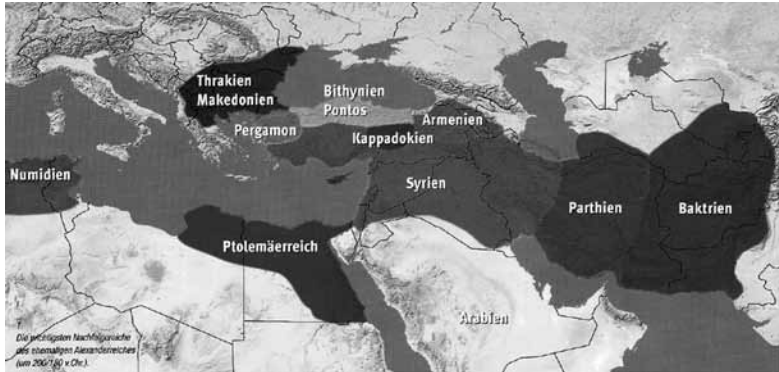 Thrakien
Makedonien
Bithynien
Pontos
Pergamon
Armenien
Kappadokien
Numidien
Syrien
Parthien
Baktrien
Ptolemäerreich
Arabien
Die wichtigsten Nachfolgereiche
des ehemaligen Alexanderreiches
(um 200/180 v.Chr.).